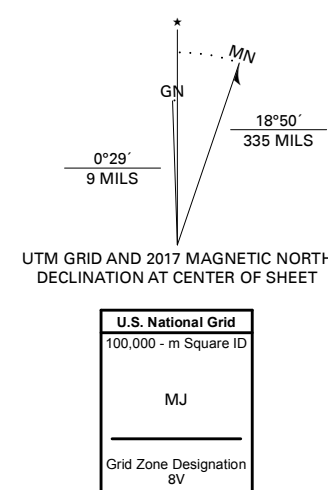 ★
MN
GN
18°50´
335 MILS
0°29´
9 MILS
UTM GRID AND 2017 MAGNETIC NORTH
DECLINATION AT CENTER OF SHEET
U.S. National Grid
100,000 - m Square ID
MJ
Grid Zone Designation
8V